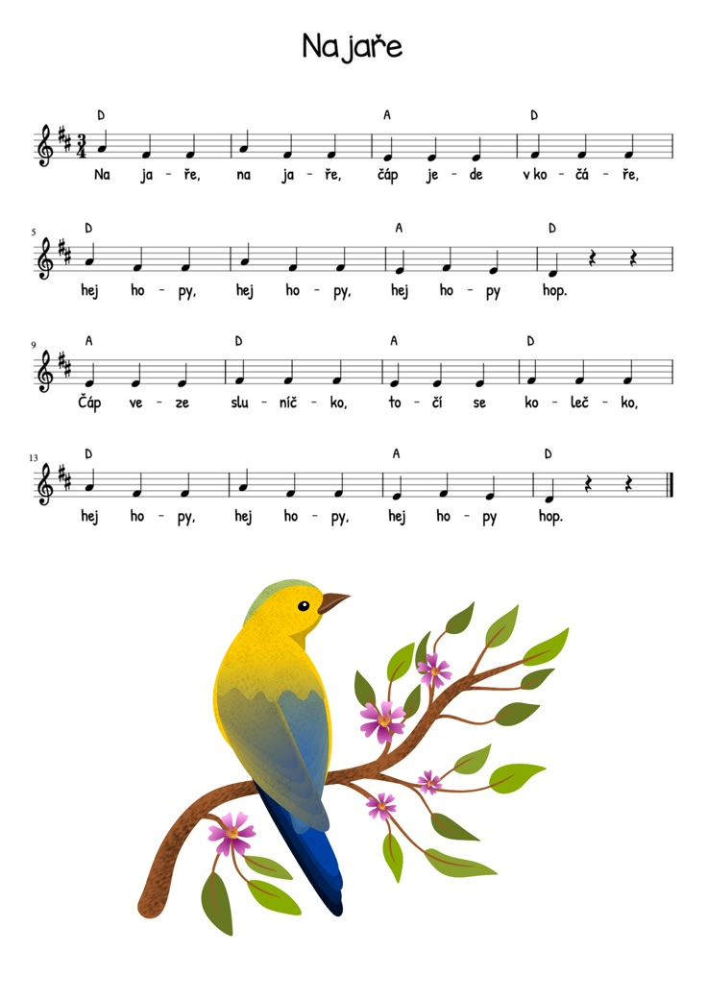 Na jaře
D A D
3
4
Na ja - ře, na ja - ře, čáp je - de v ko - čá - ře,
5
D A D
hej ho - py, hej ho - py, hej ho - py hop.
9
A D A D
Čáp ve - ze slu - níč - ko, to - čí se ko - leč - ko,
13
D A D
hej ho - py, hej ho - py, hej ho - py hop.